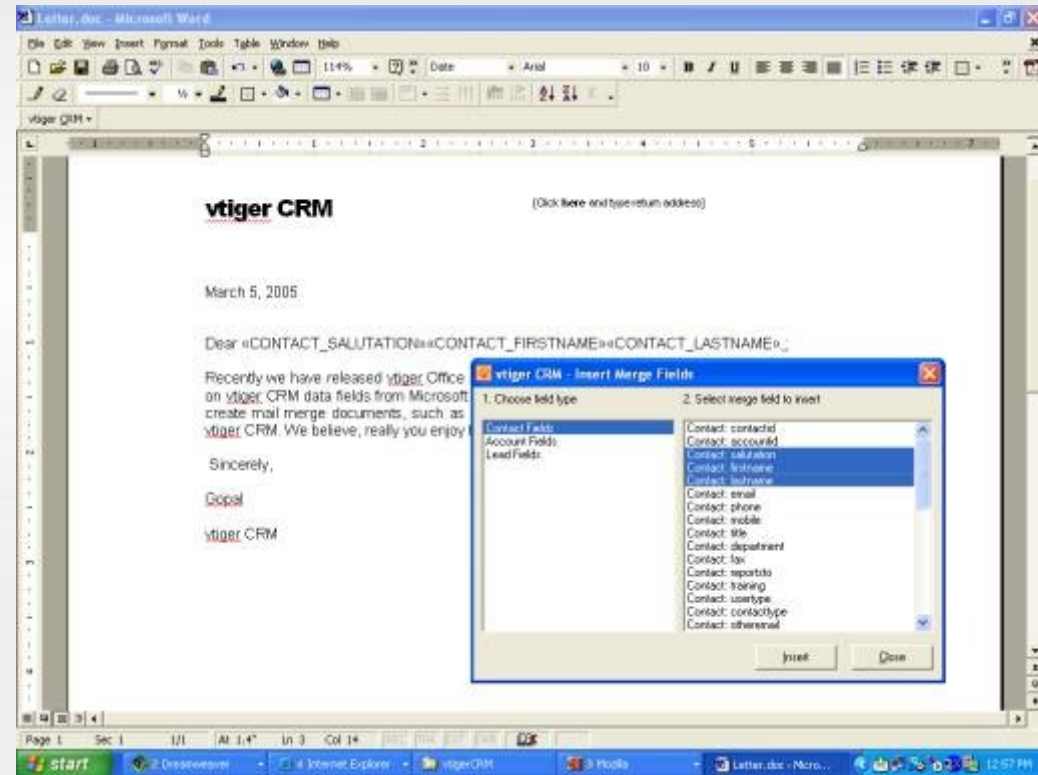 Letter.doc - Microsoft Word
File Edit View Insert Format Tools Table Window Help
114% Date Arial 10 B I U
vtiger CRM
vtiger CRM
(Click here and type return address)
March 5, 2005
Dear «CONTACT_SALUTATION»«CONTACT_FIRSTNAME»«CONTACT_LASTNAME» ,:
Recently we have released vtiger Office
on vtiger CRM data fields from Microsoft
create mail merge documents, such as
vtiger CRM. We believe, really you enjoy
Sincerely,
Gopal
vtiger CRM
vtiger CRM - Insert Merge Fields
1. Choose field type
Contact Fields
Account Fields
Lead Fields
2. Select merge field to insert
Contact: contactid
Contact: accountid
Contact: salutation
Contact: firstname
Contact: lastname
Contact: email
Contact: phone
Contact: mobile
Contact: title
Contact: department
Contact: fax
Contact: reportsto
Contact: training
Contact: usertype
Contact: contacttype
Contact: otheremail
Insert Close
Page 1 Sec 1 1/1 At 1.4" Ln 3 Col 14
start 2 Dreamweaver 4 Internet Explorer vtigerCRM 3 Mozilla Letter.doc - Micro... 12:57 PM